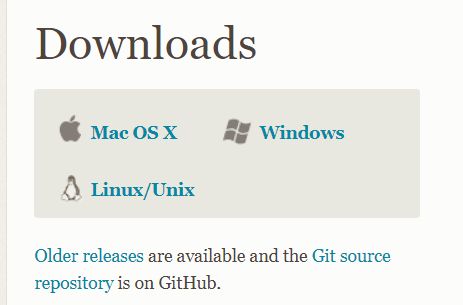 Downloads
Mac OS X Windows
Linux/Unix
Older releases are available and the Git source
repository is on GitHub.